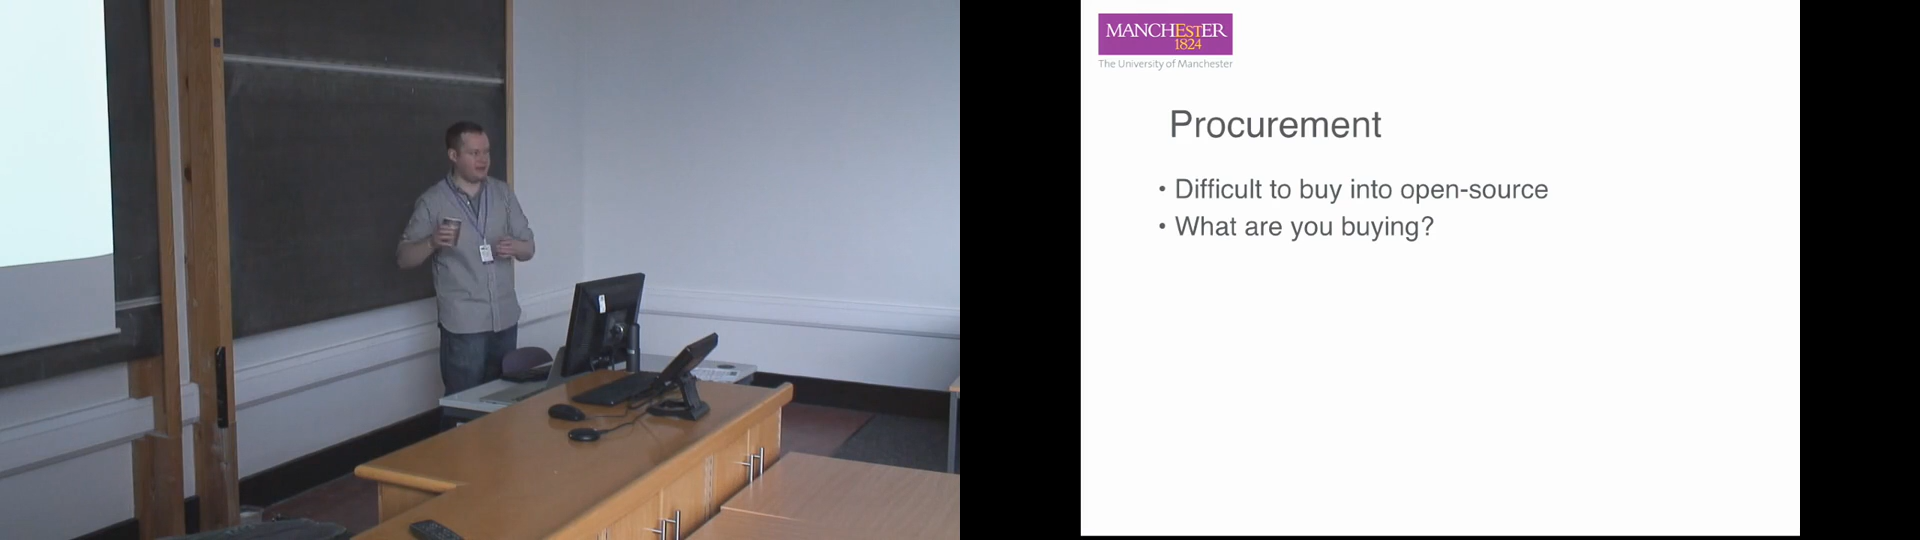 MANCHESTER
1824
The University of Manchester
Procurement
• Difficult to buy into open-source
• What are you buying?